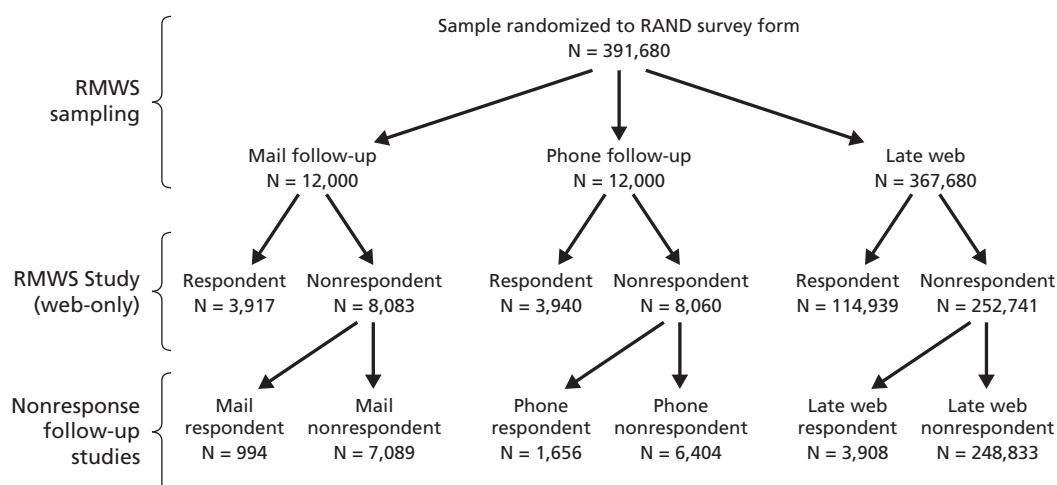 Sample randomized to RAND survey form
N = 391,680
RMWS
sampling
Mail follow-up
N = 12,000
Phone follow-up
N = 12,000
Late web
N = 367,680
RMWS Study
(web-only)
Respondent
N = 3,917
Nonrespondent
N = 8,083
Respondent
N = 3,940
Nonrespondent
N = 8,060
Respondent
N = 114,939
Nonrespondent
N = 252,741
Nonresponse
follow-up
studies
Mail
respondent
N = 994
Mail
nonrespondent
N = 7,089
Phone
respondent
N = 1,656
Phone
nonrespondent
N = 6,404
Late web
respondent
N = 3,908
Late web
nonrespondent
N = 248,833